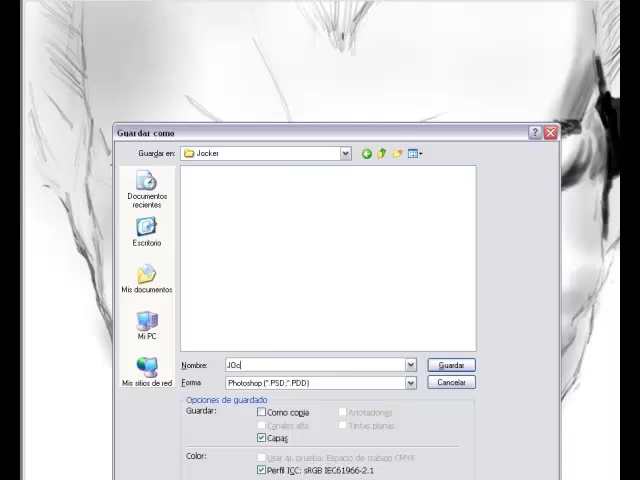 Guardar como
Guardar en: Jocker
Documentos recientes
Escritorio
Mis documentos
Mi PC
Mis sitios de red
Nombre: JOc Guardar
Forma Photoshop (*.PSD;*.PDD) Cancelar
Opciones de guardado
Guardar: Como copia Anotaciones
Canales alfa Tintas planas
Capas
Color: Usar aj. prueba: Espacio de trabajo CMYK
Perfil ICC: sRGB IEC61966-2.1